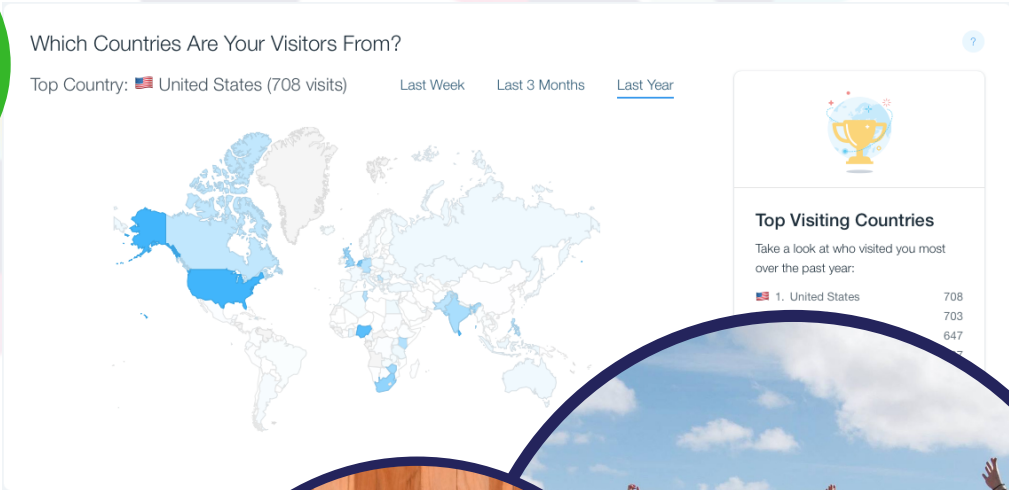 Which Countries Are Your Visitors From?
?
Top Country: United States (708 visits)
Last Week
Last 3 Months
Last Year
Top Visiting Countries
Take a look at who visited you most
over the past year:
1. United States 708
703
647